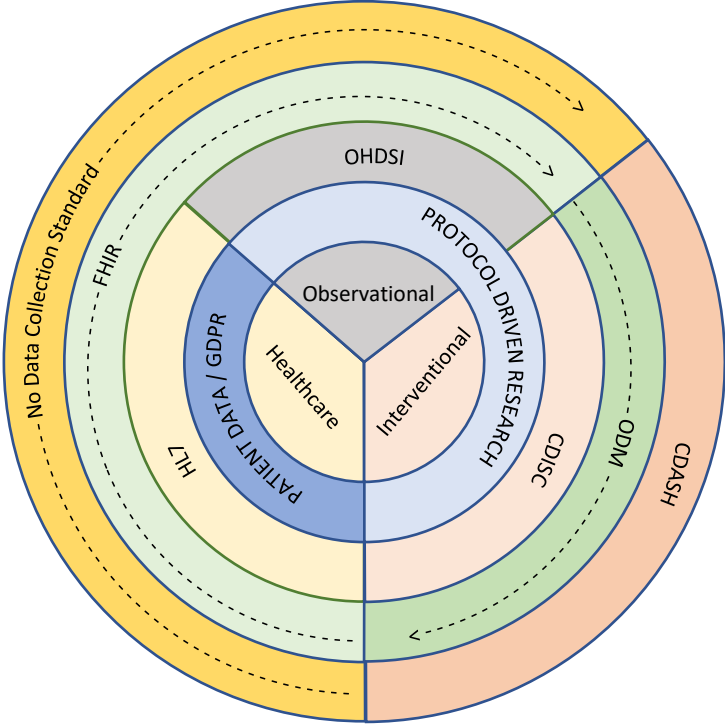 No Data Collection Standard
FHIR
OHDSI
PROTOCOL DRIVEN RESEARCH
Observational
PATIENT DATA / GDPR
Healthcare
Interventional
HL7
CDISC
ODM
CDASH